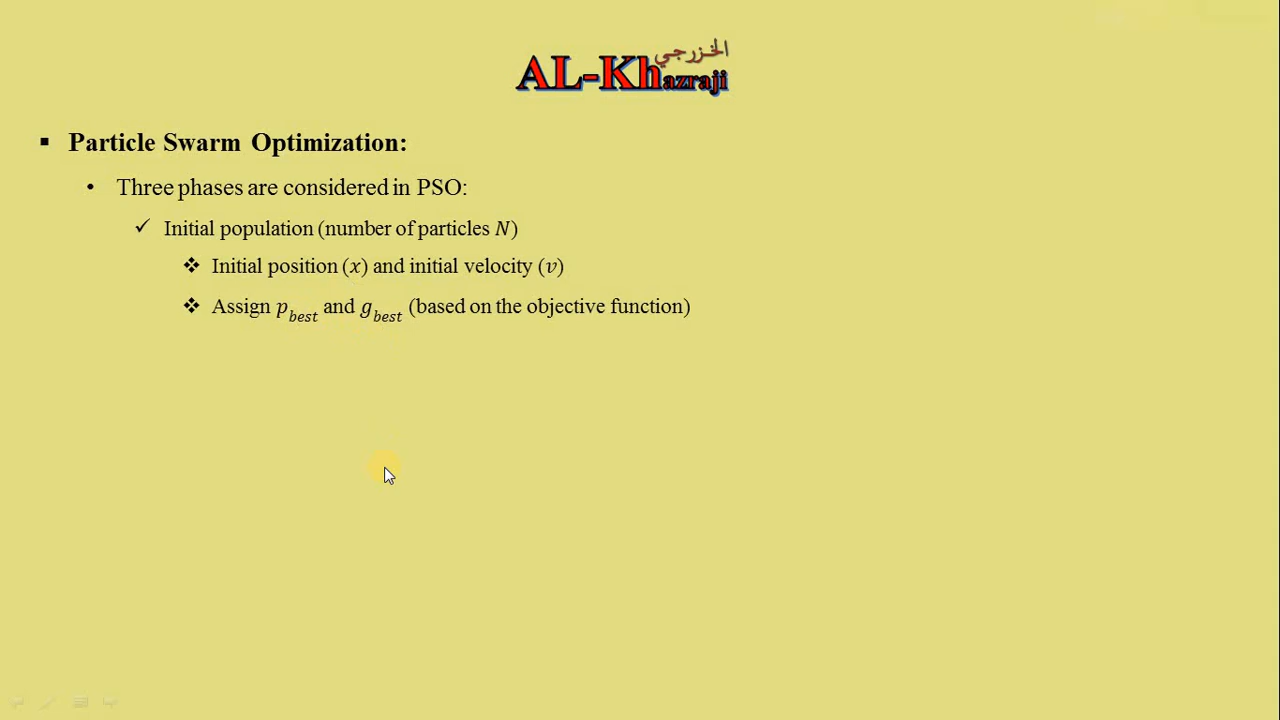 الخزرجي
AL-Khazraji
▪ Particle Swarm Optimization:
• Three phases are considered in PSO:
✓ Initial population (number of particles N)
❖ Initial position (x) and initial velocity (v)
❖ Assign p_best and g_best (based on the objective function)